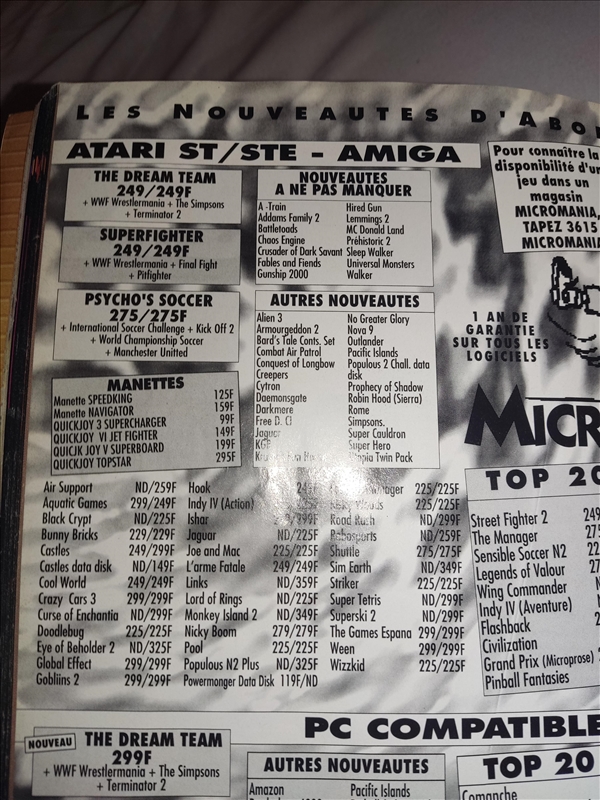 LES NOUVEAUTES D'ABO
ATARI ST/STE - AMIGA
THE DREAM TEAM
249/249F
+ WWF Wrestlermania + The Simpsons
+ Terminator 2
SUPERFIGHTER
249/249F
+ WWF Wrestlermania + Final Fight
+ Pitfighter
PSYCHO'S SOCCER
275/275F
+ International Soccer Challenge + Kick Off 2
+ World Championship Soccer
+ Manchester Unitted
MANETTES
Manette SPEEDKING 125F
Manette NAVIGATOR 159F
QUICKJOY 3 SUPERCHARGER 99F
QUICKJOY VI JET FIGHTER 149F
QUICJK JOY V SUPERBOARD 199F
QUICKJOY TOPSTAR 295F
NOUVEAUTES
A NE PAS MANQUER
A -Train Hired Gun
Addams Family 2 Lemmings 2
Battletoads MC Donald Land
Chaos Engine Préhistoric 2
Crusader of Dark Savant Sleep Walker
Fables and Fiends Universal Monsters
Gunship 2000 Walker
AUTRES NOUVEAUTES
Alien 3 No Greater Glory
Armourgeddon 2 Nova 9
Bard's Tale Conts. Set Outlander
Combat Air Patrol Pacific Islands
Conquest of Longbow Populous 2 Chall. data
Creepers disk
Cytron Prophecy of Shadow
Daemonsgate Robin Hood (Sierra)
Darkmere Rome
Free D. Simpsons.
Jaguar Super Cauldron
Super Hero
Twin Pack
Pour connaître la
disponibilité d'un
jeu dans un
magasin
MICROMANIA,
TAPEZ 3615
MICROMANIA
1 AN DE
GARANTIE
SUR TOUS LES
LOGICIELS
MICR
Air Support ND/259F Hook 225/225F
Aquatic Games 299/249F Indy IV (Action) 225/225F
Black Crypt ND/225F Ishar Road Rash ND/299F
Bunny Bricks 229/229F Jaguar ND/225F Robosports ND/259F
Castles 249/299F Joe and Mac 225/225F Shuttle 275/275F
Castles data disk ND/149F L'arme Fatale 249/249F Sim Earth ND/349F
Cool World 249/249F Links ND/359F Striker 225/225F
Crazy Cars 3 299/299F Lord of Rings ND/225F Super Tetris ND/299F
Curse of Enchantia ND/299F Monkey Island 2 ND/349F Superski 2 ND/299F
Doodlebug 225/225F Nicky Boom 279/279F The Games Espana 299/299F
Eye of Beholder 2 ND/325F Pool 225/225F Ween 299/299F
Global Effect 299/299F Populous N2 Plus ND/325F Wizzkid 225/225F
Gobliins 2 299/299F Powermonger Data Disk 119F/ND
TOP 20
Street Fighter 2 249
The Manager 275
Sensible Soccer N2 22
Legends of Valour 27
Wing Commander
Indy IV (Aventure)
Flashback 2
Civilization
Grand Prix (Microprose)
Pinball Fantasies
PC COMPATIBLE
NOUVEAU
THE DREAM TEAM
299F
+ WWF Wrestlermania + The Simpsons
+ Terminator 2
AUTRES NOUVEAUTES
Amazon Pacific Islands
TOP 20
Comanche